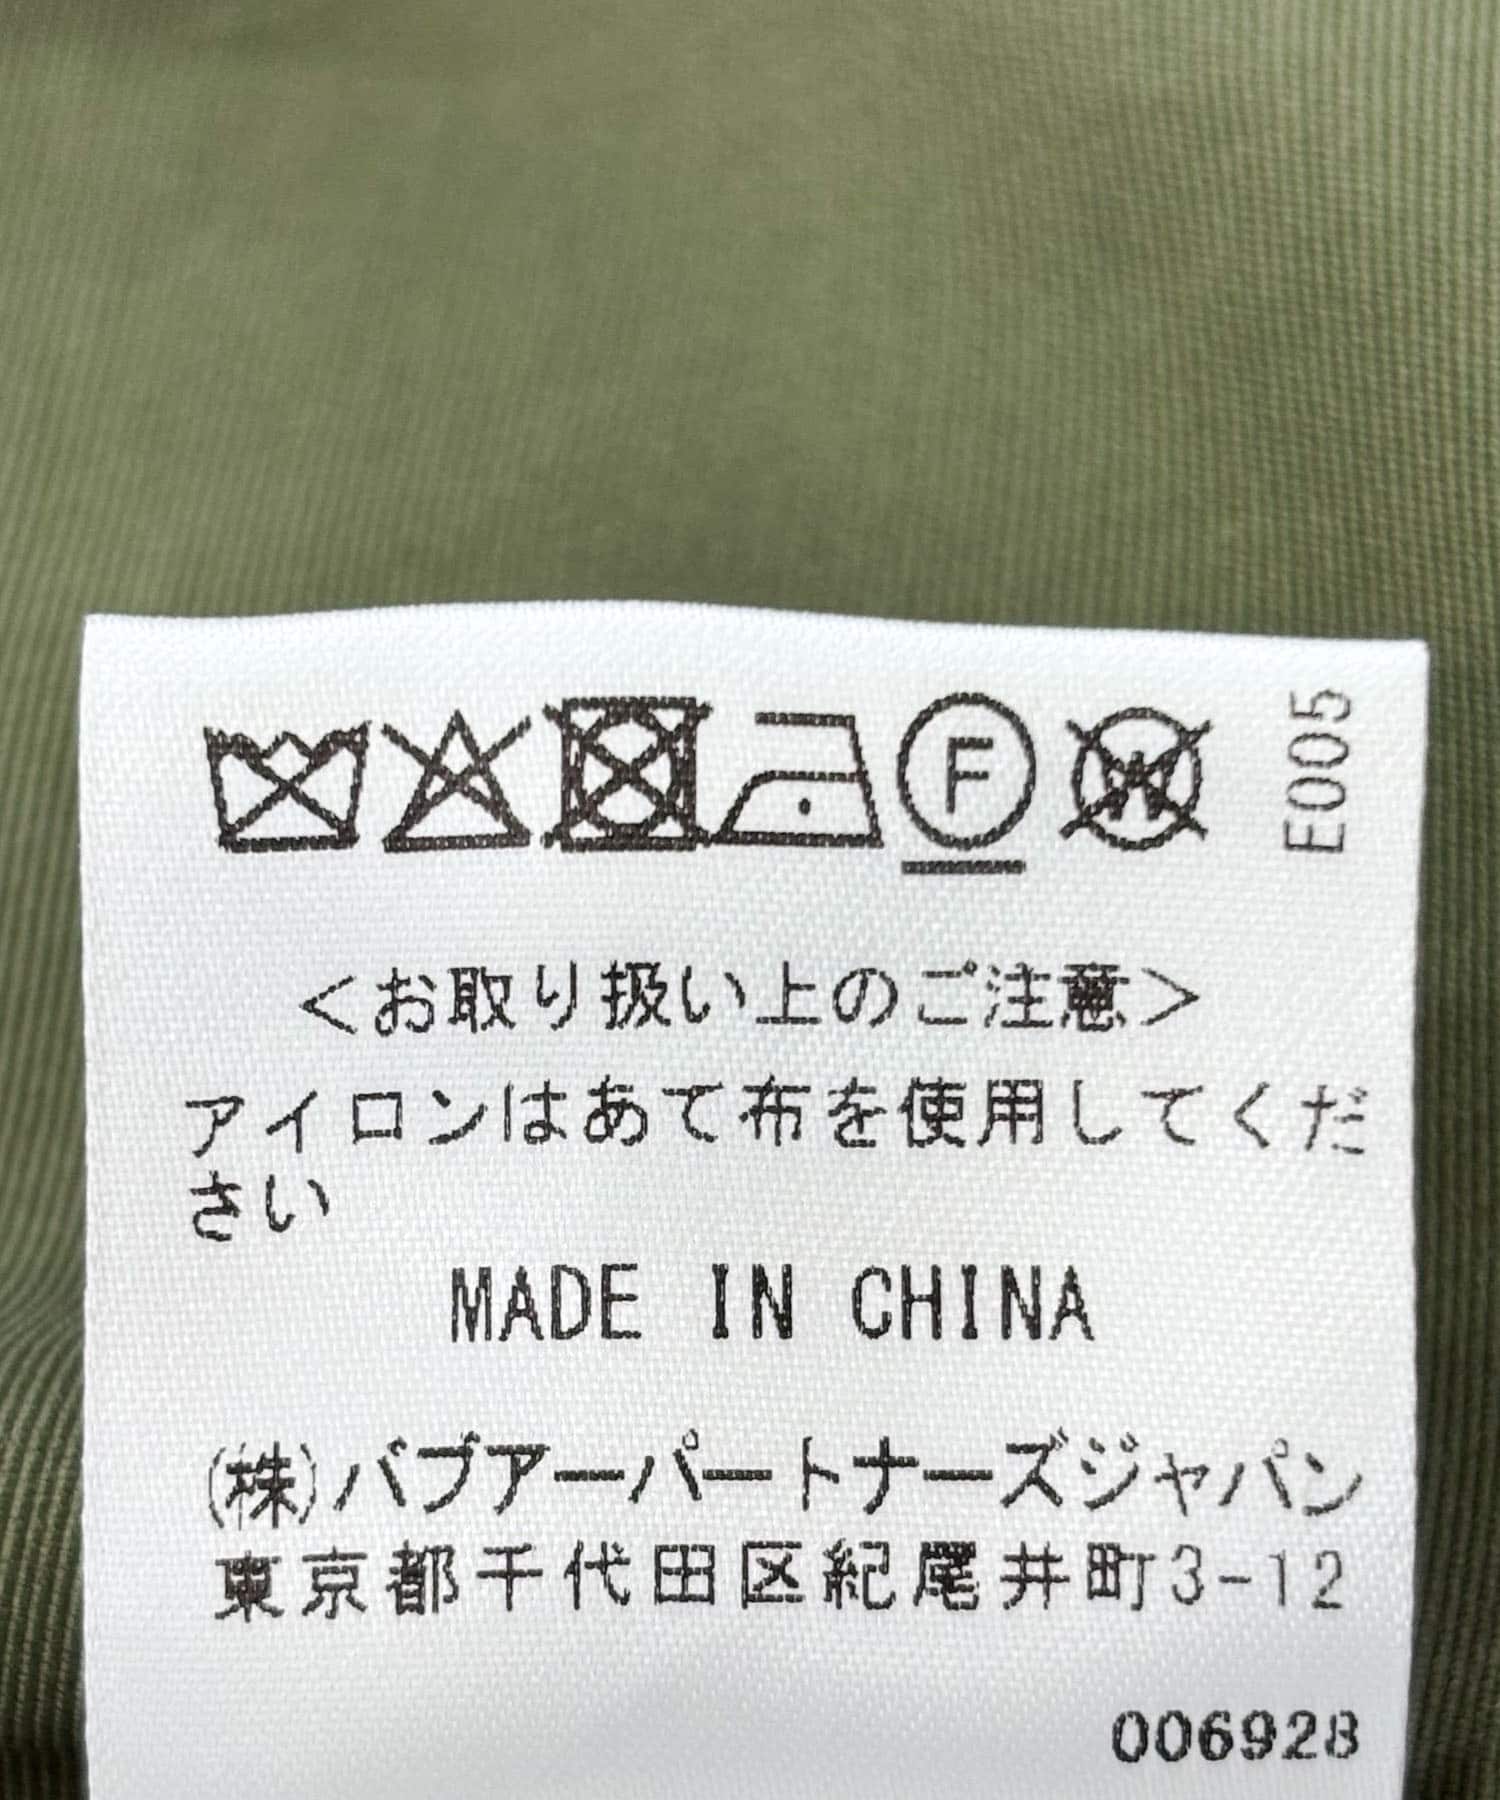 F W
E005
＜お取り扱い上のご注意＞
アイロンはあて布を使用してくだ
さい
MADE IN CHINA
(株)バブアーパートナーズジャパン
東京都千代田区紀尾井町3-12
006928